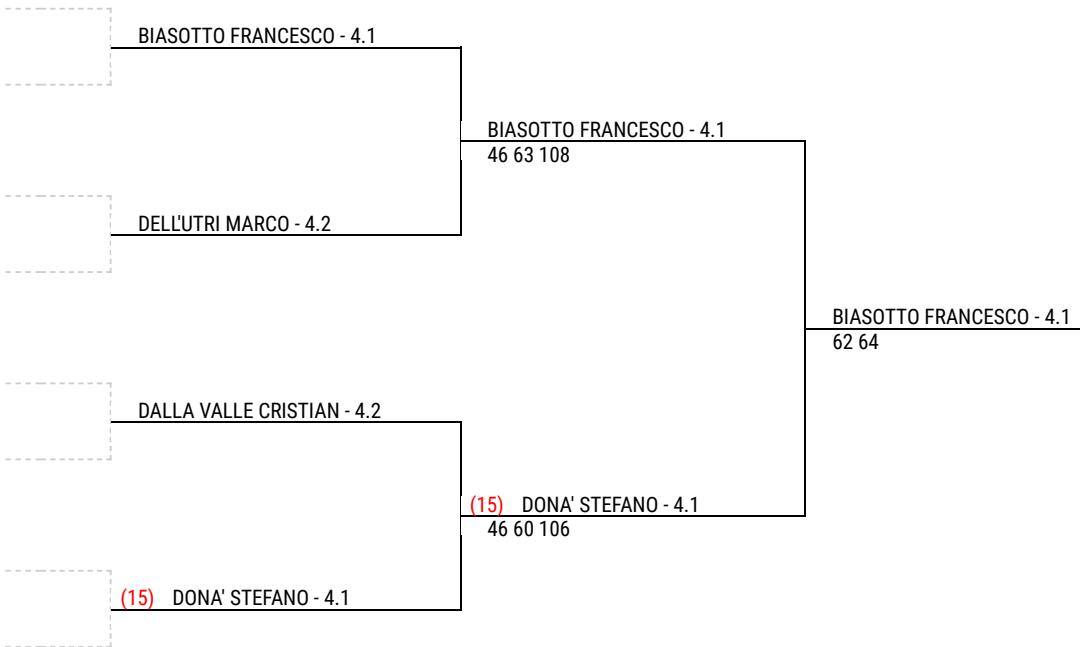 BIASOTTO FRANCESCO - 4.1
BIASOTTO FRANCESCO - 4.1
46 63 108
DELL'UTRI MARCO - 4.2
BIASOTTO FRANCESCO - 4.1
62 64
DALLA VALLE CRISTIAN - 4.2
(15) DONA' STEFANO - 4.1
46 60 106
(15) DONA' STEFANO - 4.1